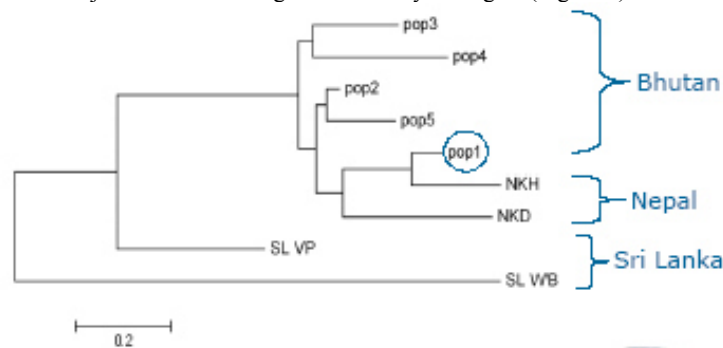 pop3
pop4
Bhutan
pop2
pop5
pop1
NKH
Nepal
NKD
SL VP
Sri Lanka
SL WB
0.2